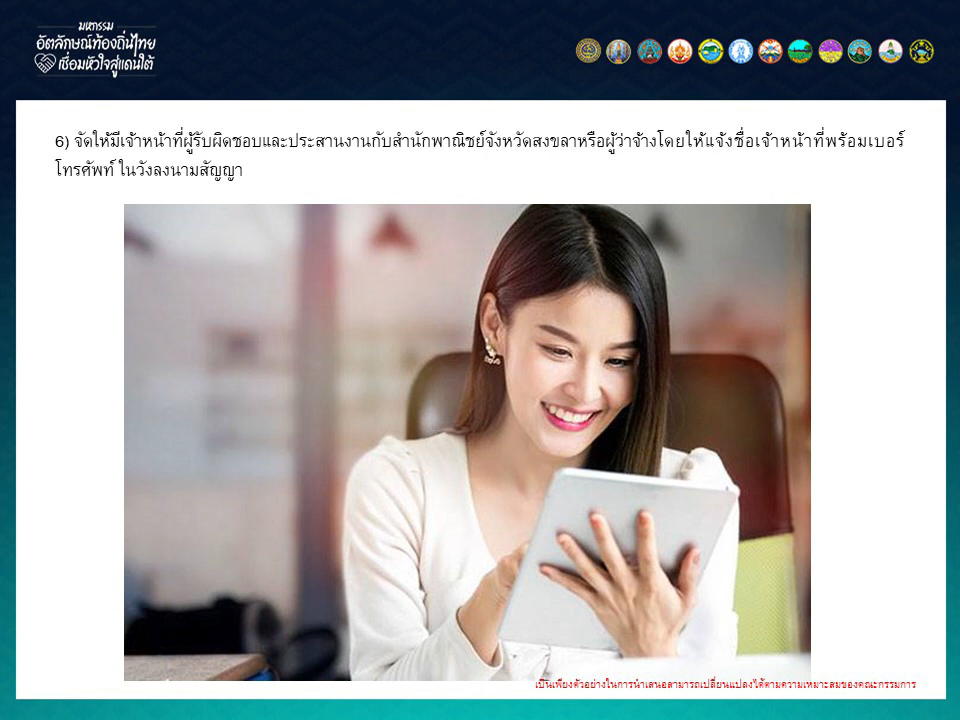 มหกรรม
อัตลักษณ์ท้องถิ่นไทย
เชื่อมหัวใจสู่แดนใต้
6) จัดให้มีเจ้าหน้าที่ผู้รับผิดชอบและประสานงานกับสำนักพาณิชย์จังหวัดสงขลาหรือผู้ว่าจ้างโดยให้แจ้งชื่อเจ้าหน้าที่พร้อมเบอร์
โทรศัพท์ ในวังลงนามสัญญา
เป็นเพียงตัวอย่างในการนำเสนอสามารถเปลี่ยนแปลงได้ตามความเหมาะสมของคณะกรรมการ